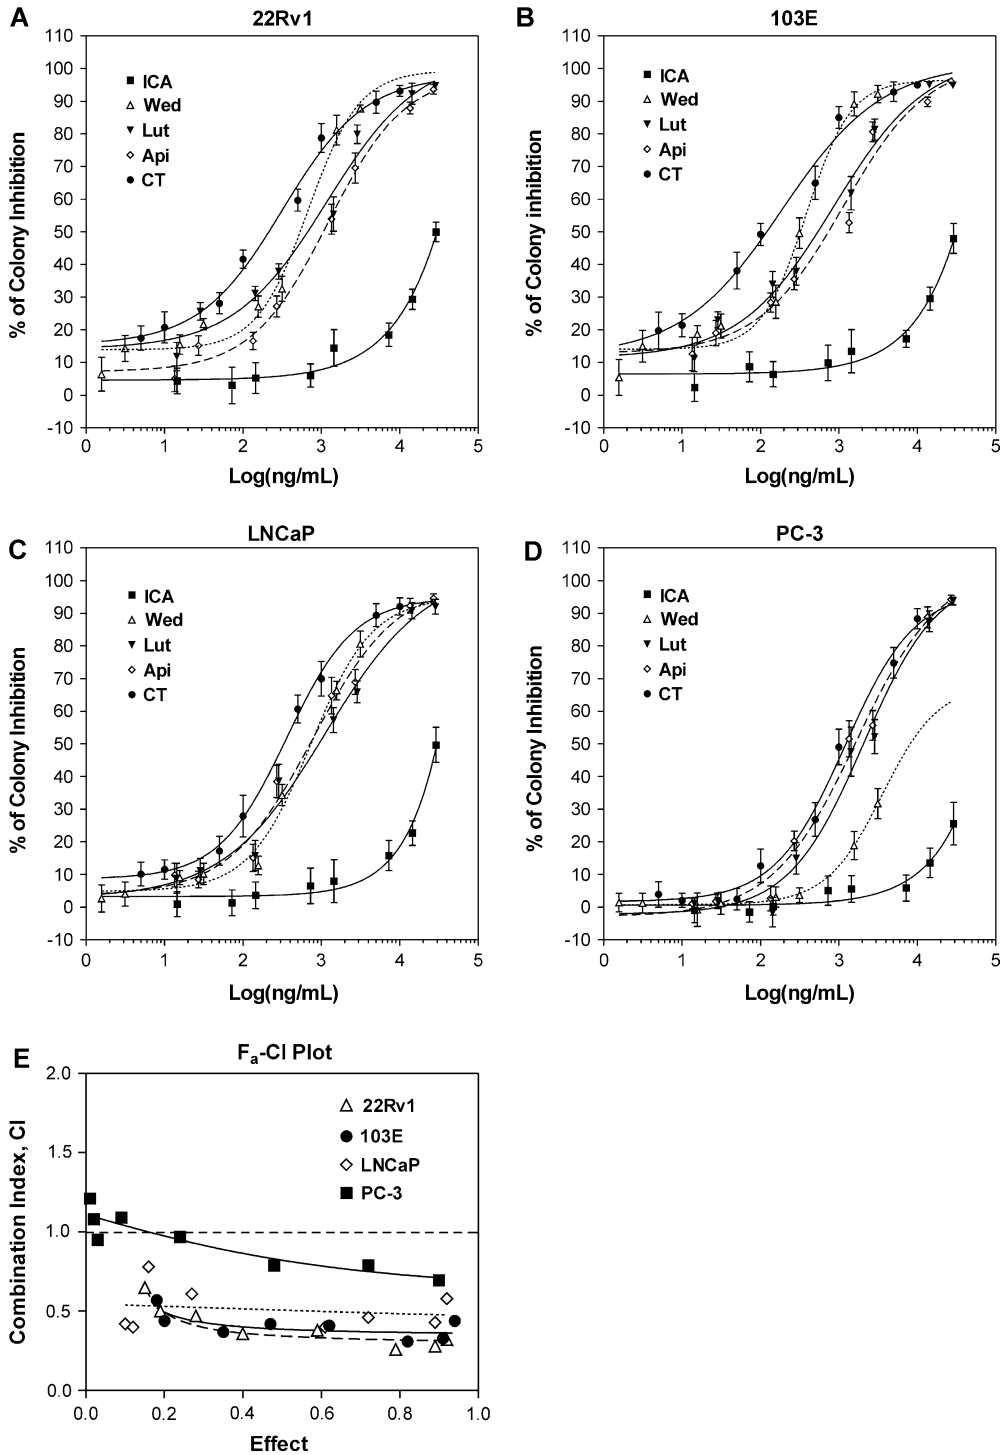 A
22Rv1
110
100
90
80
70
60
50
40
30
20
10
0
-10
% of Colony Inhibition
ICA
Wed
Lut
Api
CT
0 1 2 3 4 5
Log(ng/mL)
B
103E
110
100
90
80
70
60
50
40
30
20
10
0
-10
% of Colony inhibition
ICA
Wed
Lut
Api
CT
0 1 2 3 4 5
Log(ng/mL)
C
LNCaP
110
100
90
80
70
60
50
40
30
20
10
0
-10
% of Colony Inhibition
ICA
Wed
Lut
Api
CT
0 1 2 3 4 5
Log(ng/mL)
D
PC-3
110
100
90
80
70
60
50
40
30
20
10
0
-10
% of Colony Inhibition
ICA
Wed
Lut
Api
CT
0 1 2 3 4 5
Log(ng/mL)
E
Fa-CI Plot
2.0
1.5
1.0
0.5
0.0
Combination Index, CI
22Rv1
103E
LNCaP
PC-3
0.0 0.2 0.4 0.6 0.8 1.0
Effect